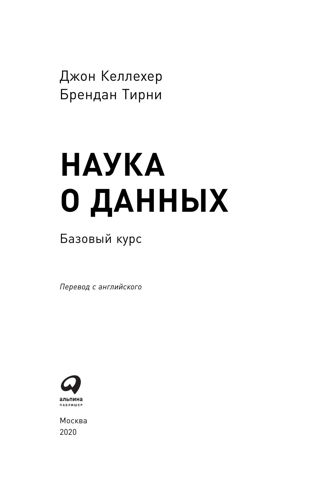 Джон Келлехер
Брендан Тирни
НАУКА
О ДАННЫХ
Базовый курс
Перевод с английского
альпина
ПАБЛИШЕР
Москва
2020